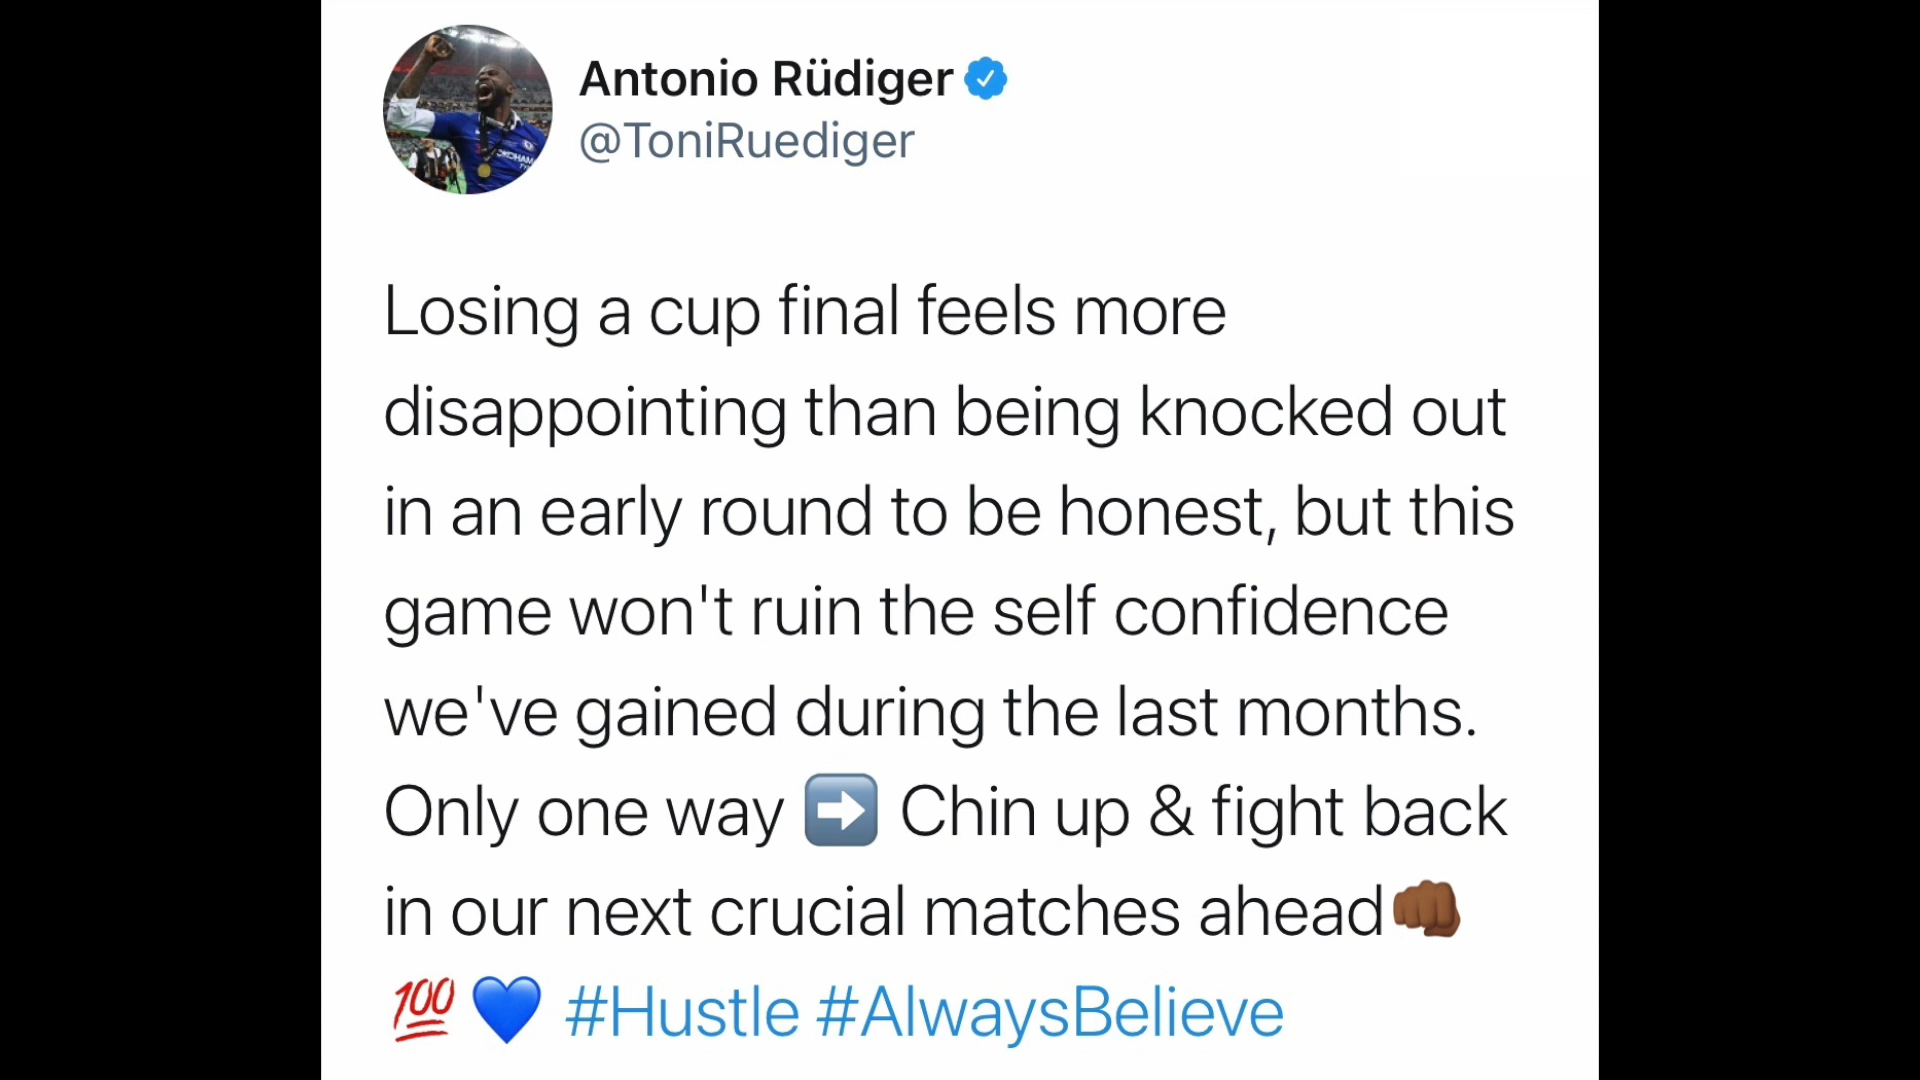 Antonio Rüdiger
@ToniRuediger
Losing a cup final feels more
disappointing than being knocked out
in an early round to be honest, but this
game won't ruin the self confidence
we've gained during the last months.
Only one way ➡️ Chin up & fight back
in our next crucial matches ahead👊🏾
💯💙 #Hustle #AlwaysBelieve